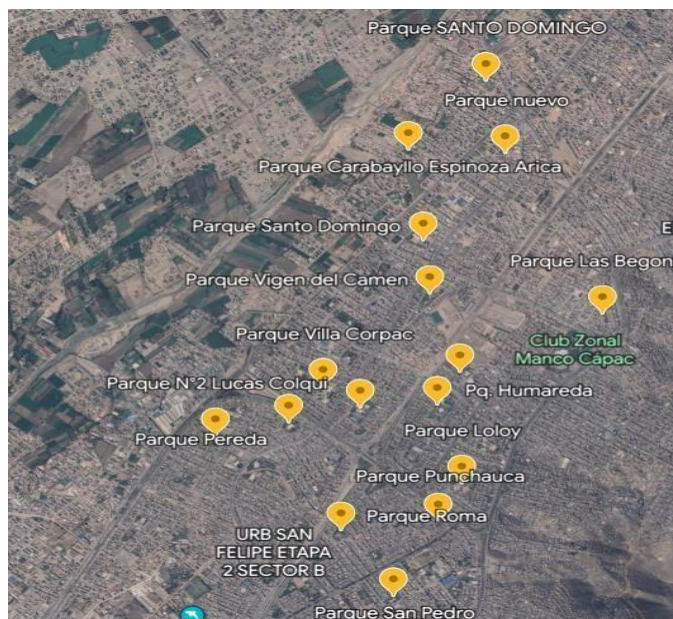 Parque SANTO DOMINGO
Parque nuevo
Parque Carabayllo Espinoza Arica
Parque Santo Domingo
E
Parque Las Begon
Parque Vigen del Camen
Parque Villa Corpac
Club Zonal
Manco Cápac
Parque N°2 Lucas Colqui
Pq. Humareda
Parque Pereda
Parque Loloy
Parque Punchauca
Parque Roma
URB SAN
FELIPE ETAPA
2 SECTOR B
Parque San Pedro